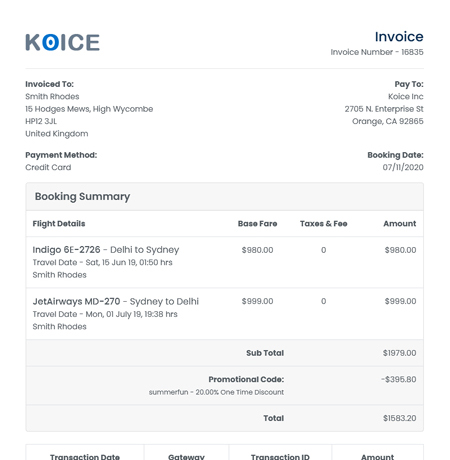 KOICE
Invoice
Invoice Number - 16835
Invoiced To:
Smith Rhodes
15 Hodges Mews, High Wycombe
HP12 3JL
United Kingdom
Pay To:
Koice Inc
2705 N. Enterprise St
Orange, CA 92865
Payment Method:
Credit Card
Booking Date:
07/11/2020
Booking Summary
Flight Details Base Fare Taxes & Fee Amount
Indigo 6E-2726 - Delhi to Sydney $980.00 0 $980.00
Travel Date - Sat, 15 Jun 19, 01:50 hrs
Smith Rhodes
JetAirways MD-270 - Sydney to Delhi $999.00 0 $999.00
Travel Date - Mon, 01 July 19, 19:38 hrs
Smith Rhodes
Sub Total $1979.00
Promotional Code: -$395.80
summerfun - 20.00% One Time Discount
Total $1583.20
Transaction Date Gateway Transaction ID Amount